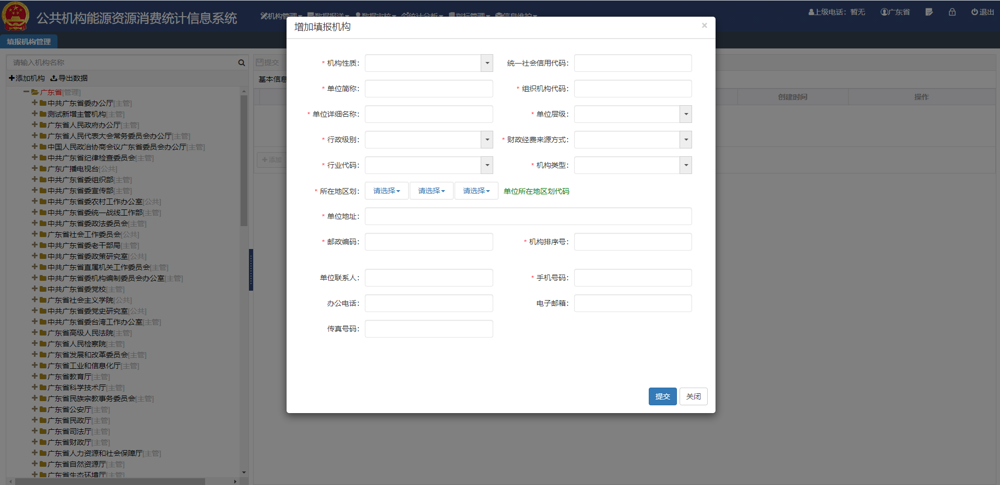 公共机构能源资源消费统计信息系统
机构管理 数据报送 数据审核 统计分析 指标管理 信息维护
上级电话：暂无 广东省 退出
填报机构管理
请输入机构名称
添加机构 导出数据
广东省[管理]
中共广东省委办公厅[主管]
测试新增主管机构[主管]
广东省人民政府办公厅[主管]
广东省人民代表大会常务委员会办公厅[主管]
中国人民政治协商会议广东省委员会办公厅[主管]
中共广东省纪律检查委员会[主管]
广东广播电视台[公共]
中共广东省委组织部[主管]
中共广东省委宣传部[主管]
中共广东省委农村工作办公室[公共]
中共广东省委统一战线工作部[主管]
中共广东省委政法委员会[主管]
广东省社会工作委员会[公共]
中共广东省委老干部局[主管]
中共广东省委政策研究室[公共]
中共广东省直属机关工作委员会[主管]
中共广东省委机构编制委员会办公室[主管]
中共广东省委党校[主管]
广东省社会主义学院[公共]
中共广东省委党史研究室[公共]
中共广东省委台湾工作办公室[主管]
广东省高级人民法院[主管]
广东省人民检察院[主管]
广东省发展和改革委员会[主管]
广东省工业和信息化厅[主管]
广东省教育厅[主管]
广东省科学技术厅[主管]
广东省民族宗教事务委员会[主管]
广东省公安厅[主管]
广东省民政厅[主管]
广东省司法厅[主管]
广东省财政厅[主管]
广东省人力资源和社会保障厅[主管]
广东省自然资源厅[主管]
广东省生态环境厅[主管]
提交
基本信息
创建时间 操作
添加
增加填报机构 ×
* 机构性质： 统一社会信用代码：
* 单位简称： * 组织机构代码：
* 单位详细名称： * 单位层级：
* 行政级别： * 财政经费来源方式：
* 行业代码： * 机构类型：
* 所在地区划： 请选择 请选择 请选择 单位所在地区划代码
* 单位地址：
* 邮政编码： * 机构排序号：
单位联系人： * 手机号码：
办公电话： 电子邮箱：
传真号码：
提交 关闭